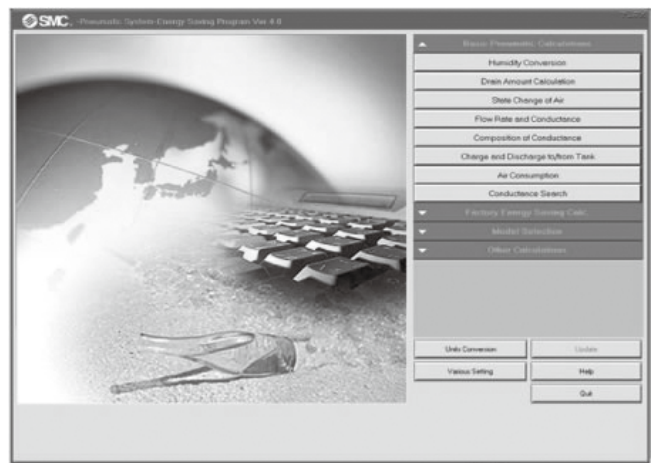 SMC. -Pneumatic System-Energy Saving Program Ver 4.0
Basic Pneumatic Calculations
Humidity Conversion
Drain Amount Calculation
State Change of Air
Flow Rate and Conductance
Composition of Conductance
Charge and Discharge to/from Tank
Air Consumption
Conductance Search
Factory Energy Saving Calc.
Model Selection
Other Calculations
Units Conversion
Update
Various Setting
Help
Quit